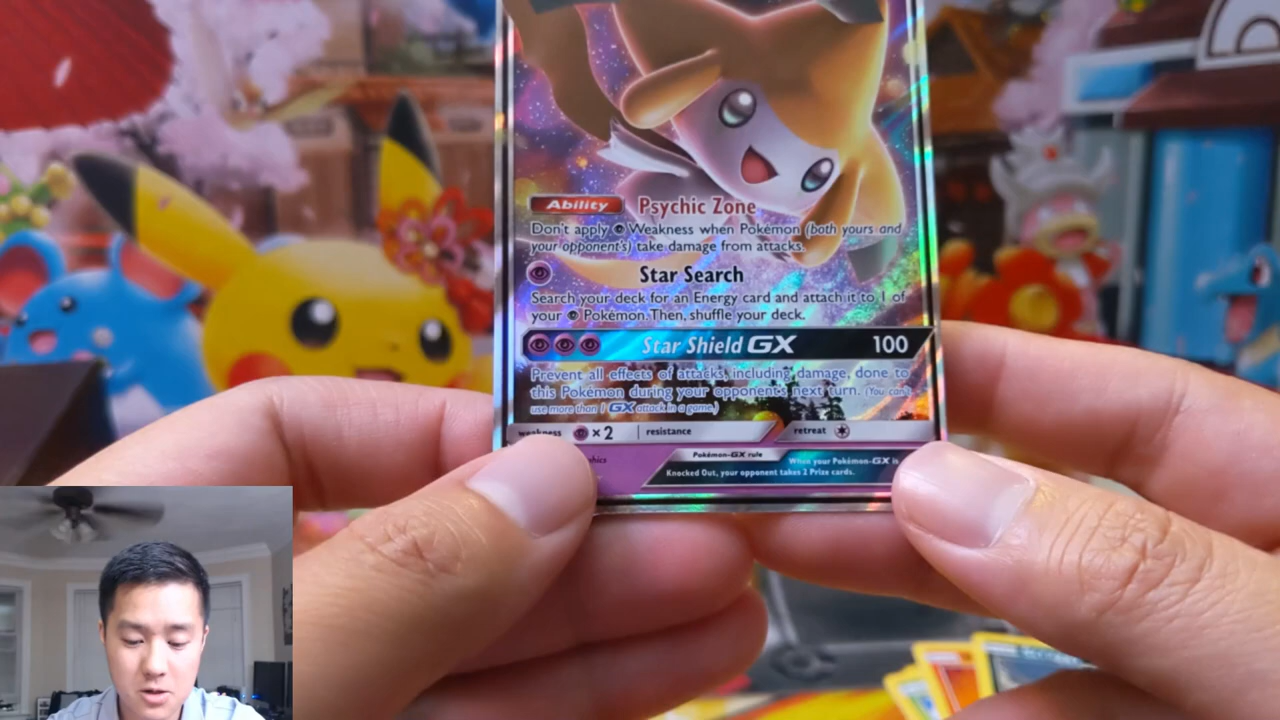 Ability Psychic Zone
Don't apply Weakness when Pokémon (both yours and
your opponent's) take damage from attacks.
Star Search
Search your deck for an Energy card and attach it to 1 of
your Pokémon. Then, shuffle your deck.
Star Shield GX 100
Prevent all effects of attacks, including damage, done to
this Pokémon during your opponent's next turn. (You can't
use more than 1 GX attack in a game.)
weakness ×2 resistance retreat
Pokémon-GX rule When your Pokémon-GX is
Knocked Out, your opponent takes 2 Prize cards.